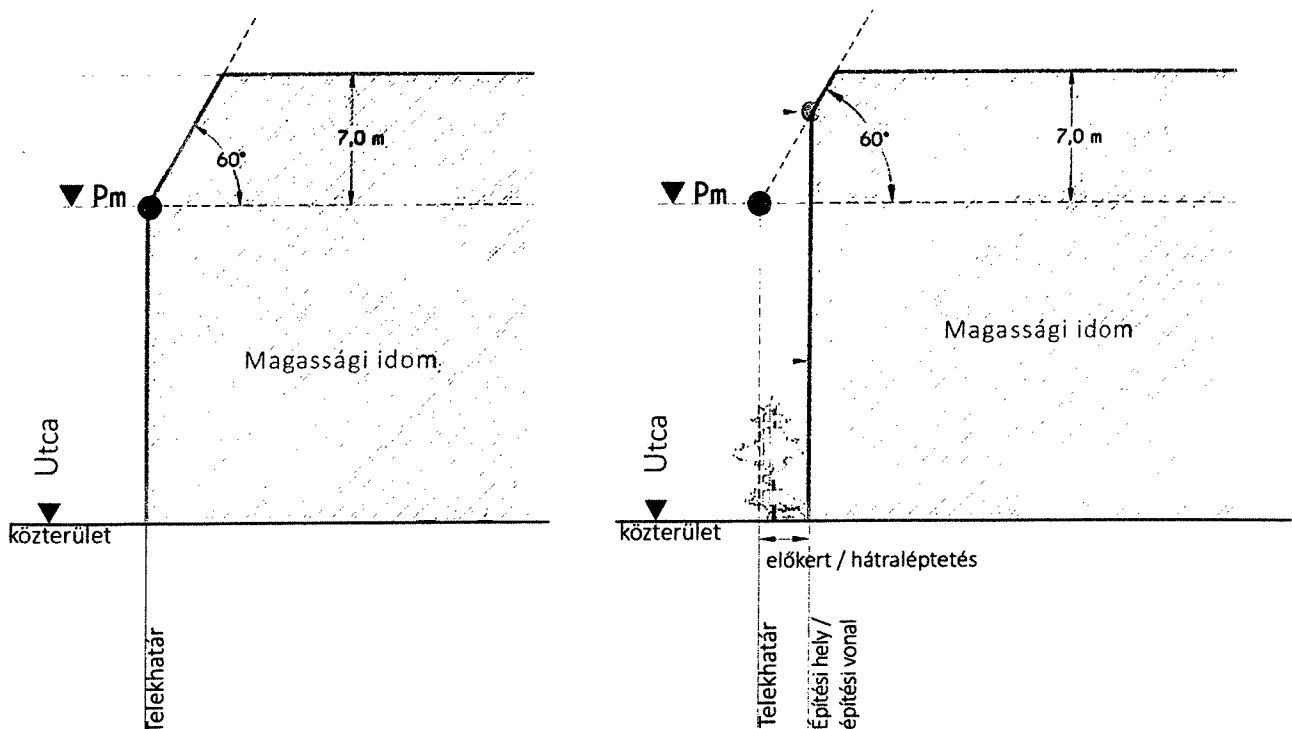 60°
7,0 m
Pm
Magassági idom
Utca
közterület
Telekhatár
60°
7,0 m
Pm
Magassági idom
Utca
közterület
előkert / hátraléptetés
Telekhatár
Építési hely /
építési vonal